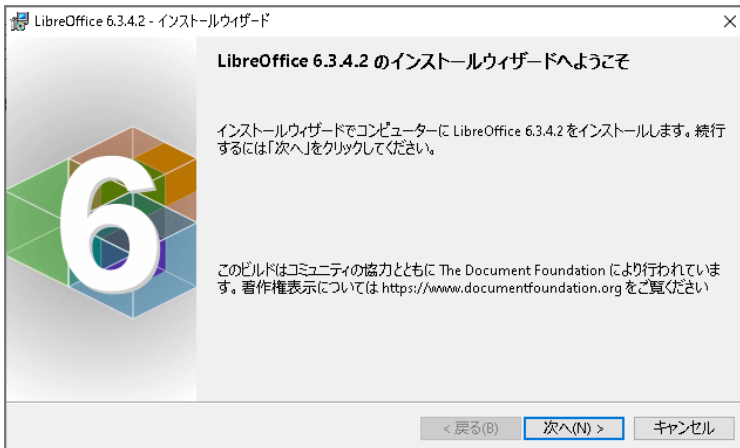 LibreOffice 6.3.4.2 - インストールウィザード
LibreOffice 6.3.4.2 のインストールウィザードへようこそ
インストールウィザードでコンピューターに LibreOffice 6.3.4.2 をインストールします。続行
するには「次へ」をクリックしてください。
6
このビルドはコミュニティの協力とともに The Document Foundation により行われていま
す。著作権表示については https://www.documentfoundation.org をご覧ください
< 戻る(B)
次へ(N) >
キャンセル